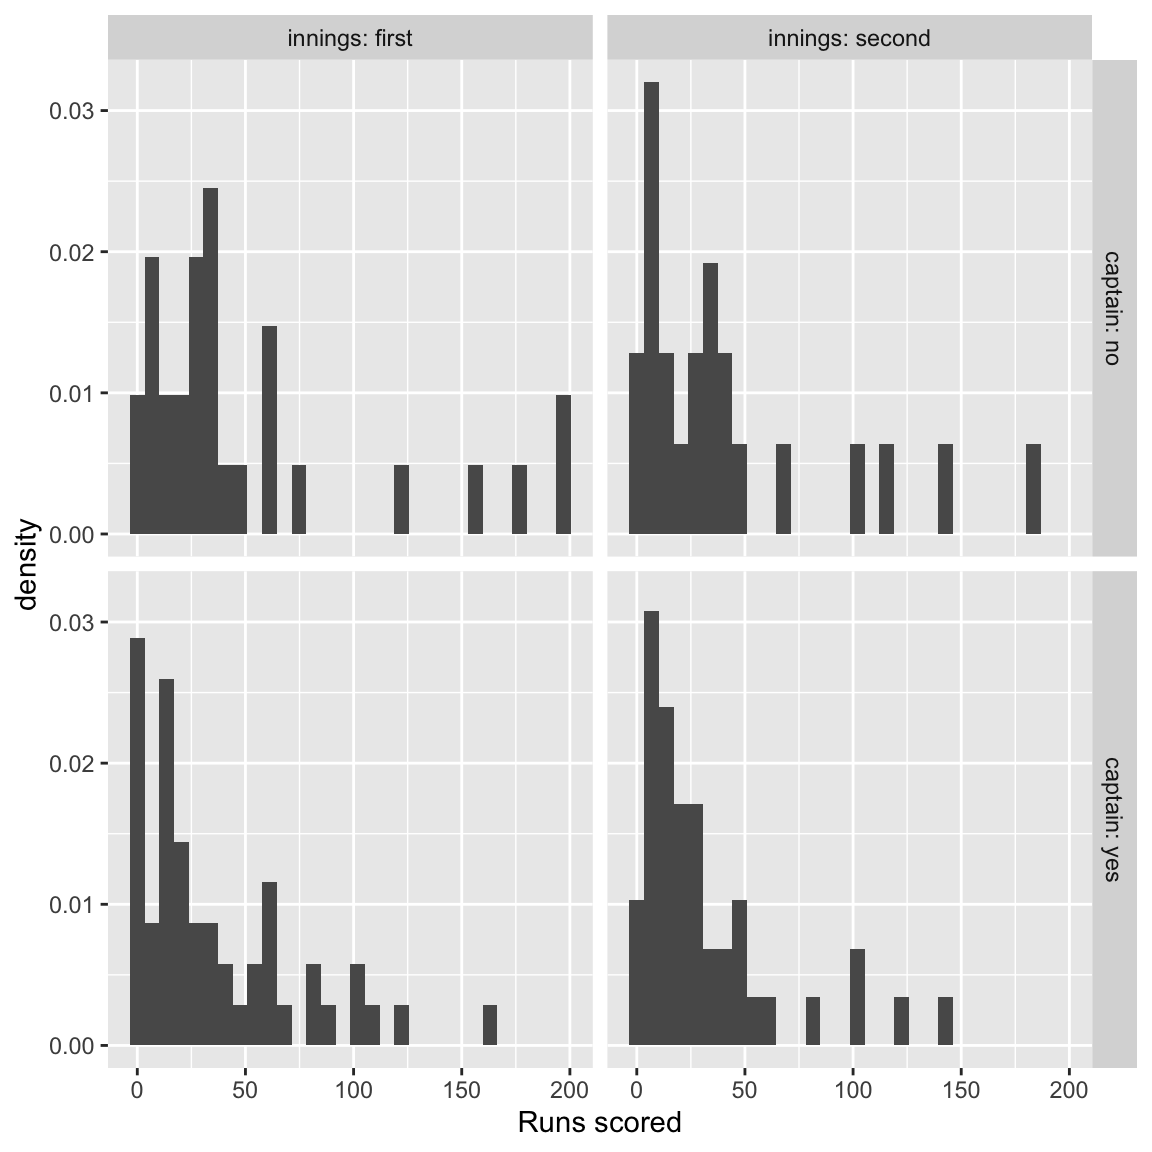 innings: first
innings: second
0.03
0.02
0.01
0.00
captain: no
density
0.03
0.02
0.01
0.00
captain: yes
0 50 100 150 200
0 50 100 150 200
Runs scored